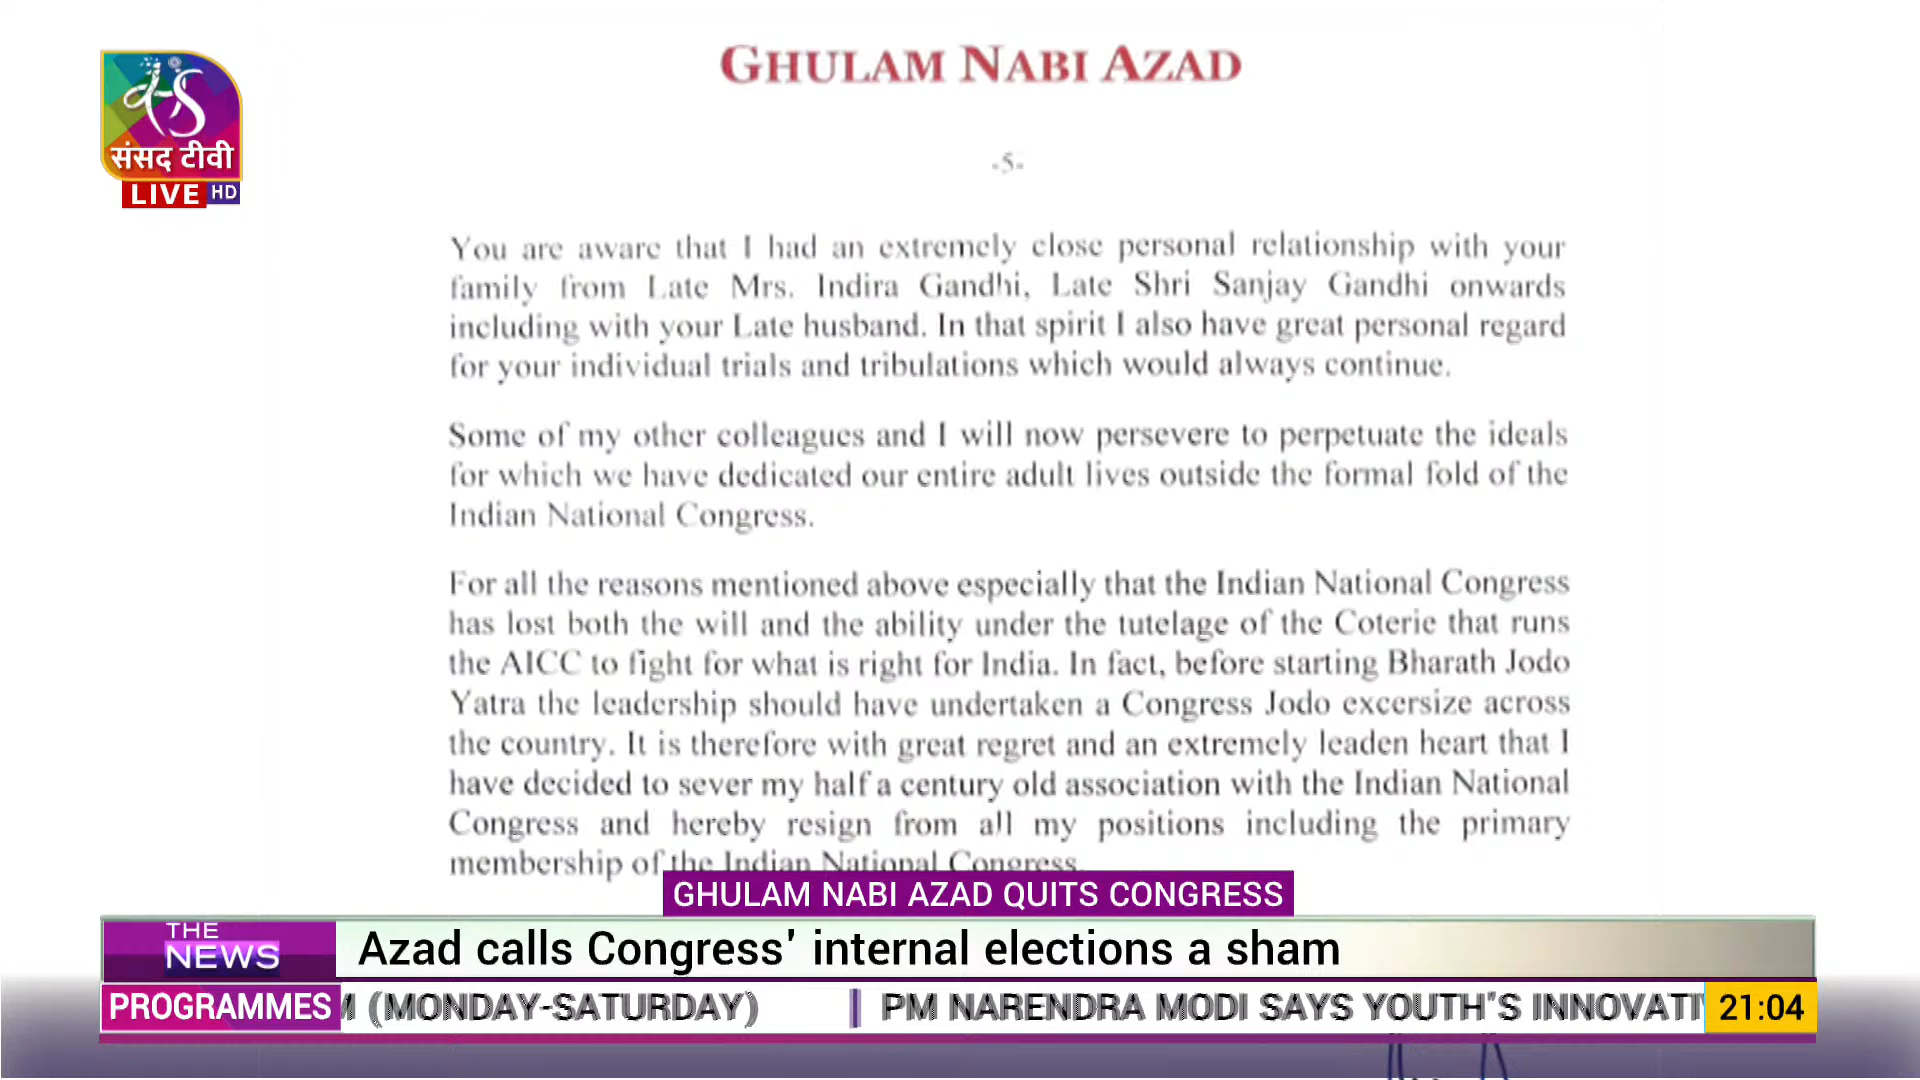 GHULAM NABI AZAD
संसद टीवी
LIVE HD
-5-
You are aware that I had an extremely close personal relationship with your
family from Late Mrs. Indira Gandhi, Late Shri Sanjay Gandhi onwards
including with your Late husband. In that spirit I also have great personal regard
for your individual trials and tribulations which would always continue.
Some of my other colleagues and I will now persevere to perpetuate the ideals
for which we have dedicated our entire adult lives outside the formal fold of the
Indian National Congress.
For all the reasons mentioned above especially that the Indian National Congress
has lost both the will and the ability under the tutelage of the Coterie that runs
the AICC to fight for what is right for India. In fact, before starting Bharath Jodo
Yatra the leadership should have undertaken a Congress Jodo excersize across
the country. It is therefore with great regret and an extremely leaden heart that I
have decided to sever my half a century old association with the Indian National
Congress and hereby resign from all my positions including the primary
membership of the Indian National Congress.
GHULAM NABI AZAD QUITS CONGRESS
THE
NEWS
Azad calls Congress' internal elections a sham
PROGRAMMES
M (MONDAY-SATURDAY) | PM NARENDRA MODI SAYS YOUTH'S INNOVATI
21:04